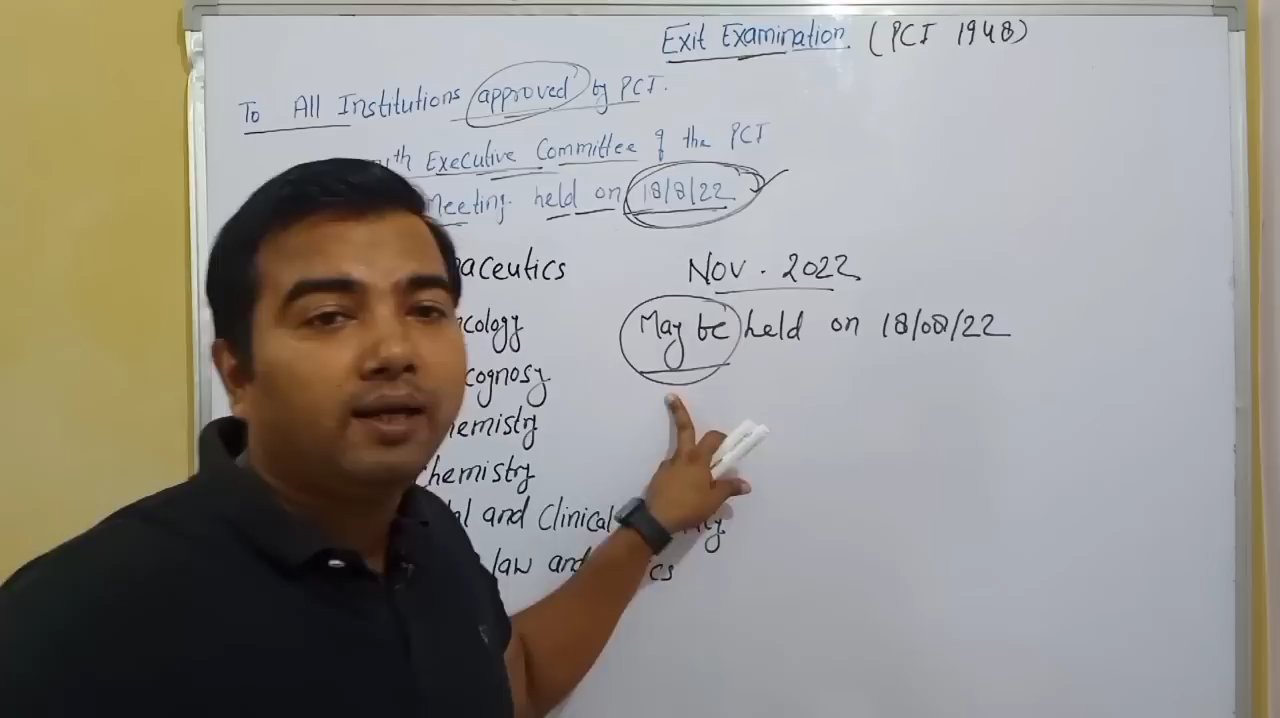 Exit Examination. (PCI 1948)
To All Institutions approved by PCI.
th Executive Committee of the PCI
Meeting held on 18/8/22
aceutics
Nov. 2022
cology
May be held on 18/08/22
cognosy
hemistry
chemistry
al and Clinical
law and cs